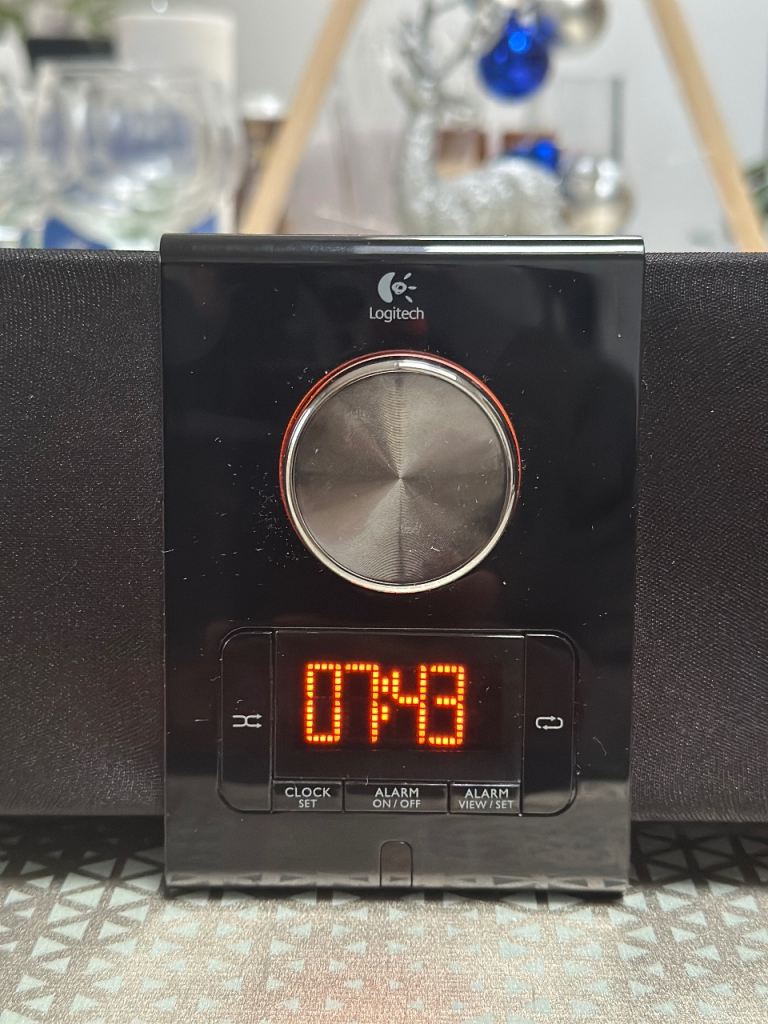 Logitech
07:43
CLOCK
SET
ALARM
ON / OFF
ALARM
VIEW / SET